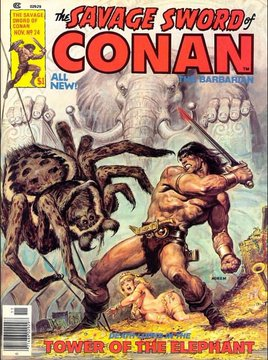 THE SAVAGE SWORD OF
CONAN
THE BARBARIAN
THE SAVAGE
SWORD OF
CONAN
NOV. Nº 24
$1
ALL
NEW!
TOWER OF THE ELEPHANT